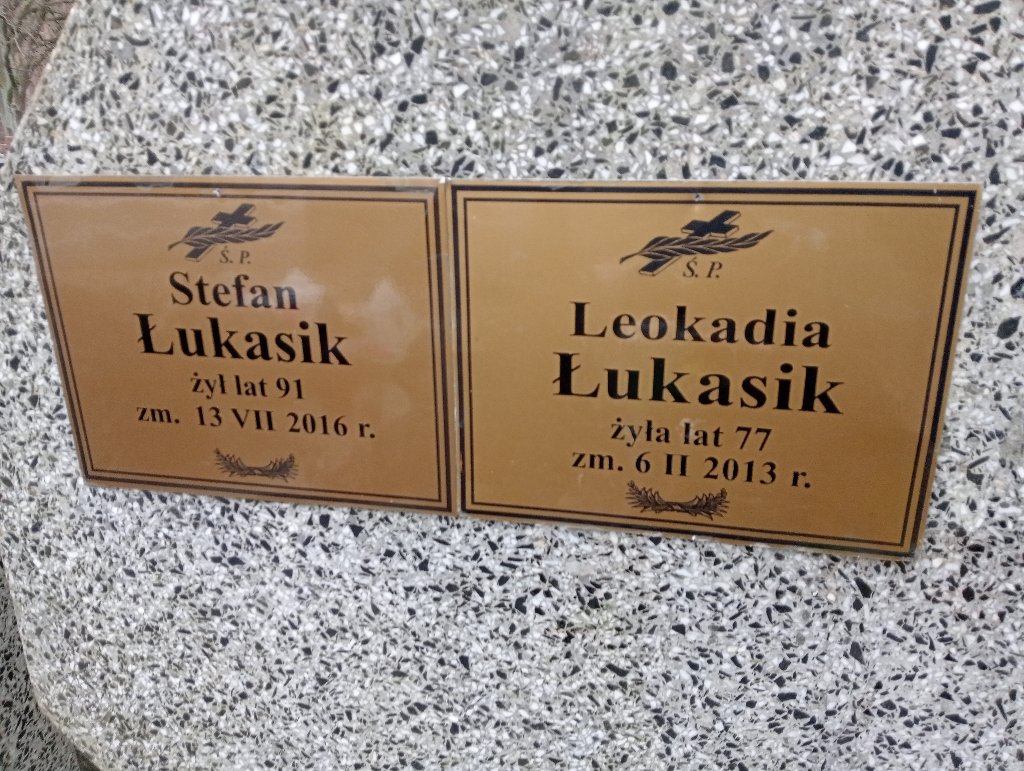 Ś. P.
Stefan
Łukasik
żył lat 91
zm. 13 VII 2016 r.
Ś. P.
Leokadia
Łukasik
żyła lat 77
zm. 6 II 2013 r.